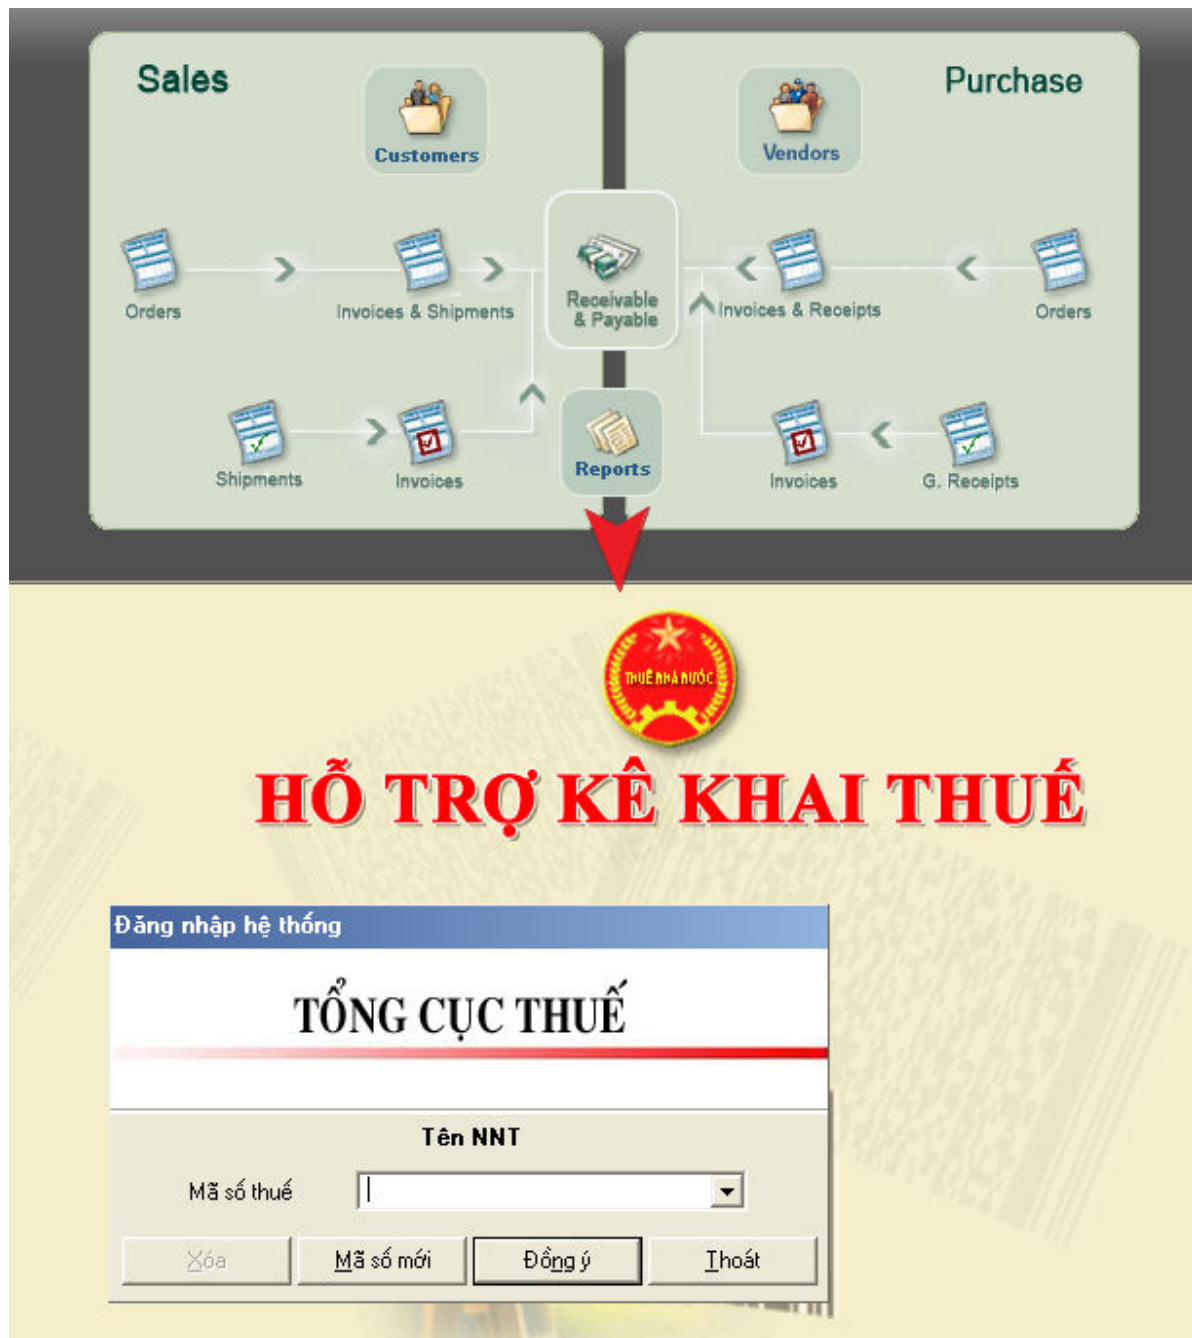 Sales
Purchase
Customers
Vendors
Orders
Invoices & Shipments
Receivable
& Payable
Invoices & Receipts
Orders
Shipments
Invoices
Reports
Invoices
G. Receipts
THUẾ NHÀ NƯỚC
HỖ TRỢ KÊ KHAI THUẾ
Đăng nhập hệ thống
TỔNG CỤC THUẾ
Tên NNT
Mã số thuế
Xóa
Mã số mới
Đồng ý
Thoát